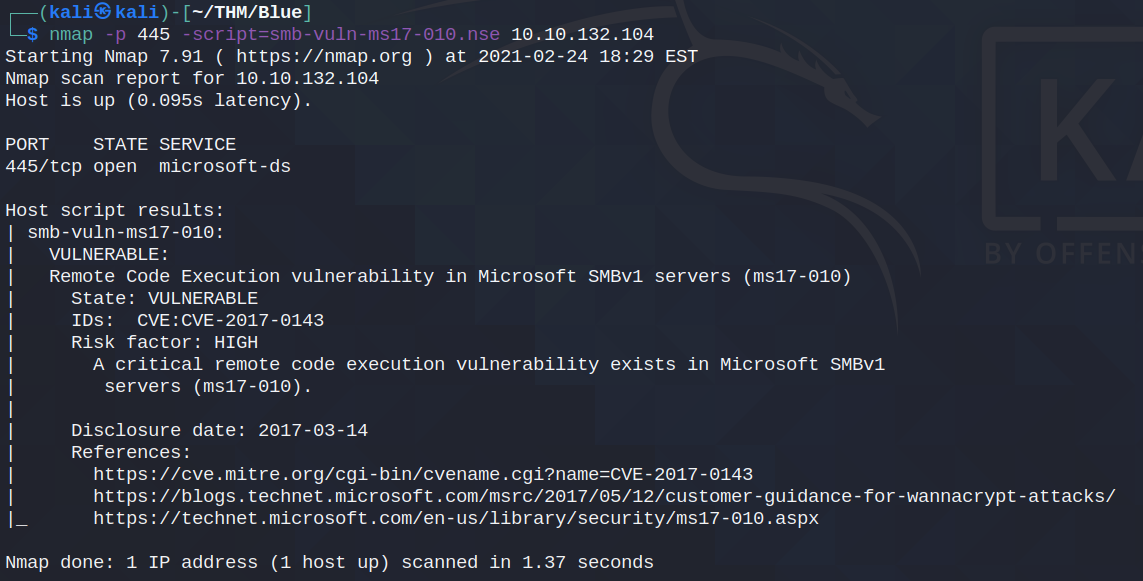 ┌──(kali㉿kali)-[~/THM/Blue]
└─$ nmap -p 445 -script=smb-vuln-ms17-010.nse 10.10.132.104
Starting Nmap 7.91 ( https://nmap.org ) at 2021-02-24 18:29 EST
Nmap scan report for 10.10.132.104
Host is up (0.095s latency).

PORT    STATE SERVICE
445/tcp open  microsoft-ds

Host script results:
| smb-vuln-ms17-010:
|   VULNERABLE:
|   Remote Code Execution vulnerability in Microsoft SMBv1 servers (ms17-010)
|     State: VULNERABLE
|     IDs:  CVE:CVE-2017-0143
|     Risk factor: HIGH
|       A critical remote code execution vulnerability exists in Microsoft SMBv1
|        servers (ms17-010).
|
|     Disclosure date: 2017-03-14
|     References:
|       https://cve.mitre.org/cgi-bin/cvename.cgi?name=CVE-2017-0143
|       https://blogs.technet.microsoft.com/msrc/2017/05/12/customer-guidance-for-wannacrypt-attacks/
|_      https://technet.microsoft.com/en-us/library/security/ms17-010.aspx

Nmap done: 1 IP address (1 host up) scanned in 1.37 seconds
KA
BY OFFENS